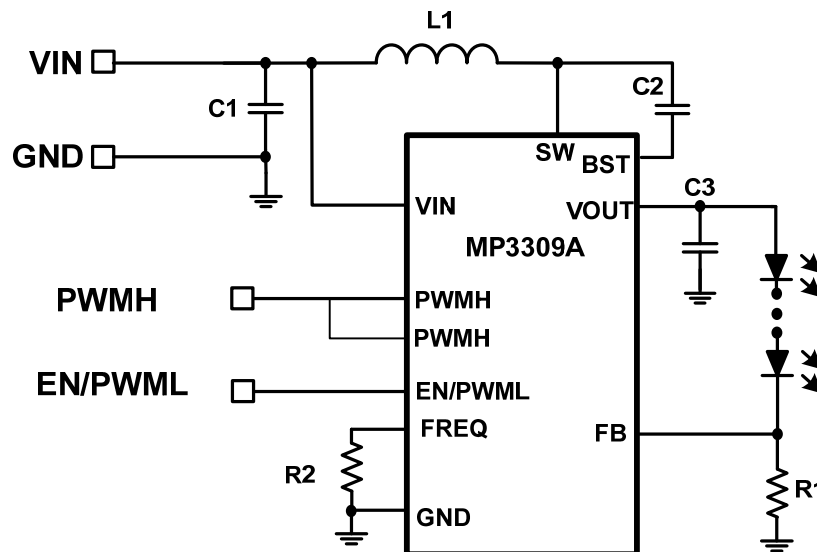 L1
VIN
C1
C2
GND
SW
BST
C3
VIN
VOUT
MP3309A
PWMH
PWMH
PWMH
EN/PWML
EN/PWML
FREQ
FB
R2
R1
GND